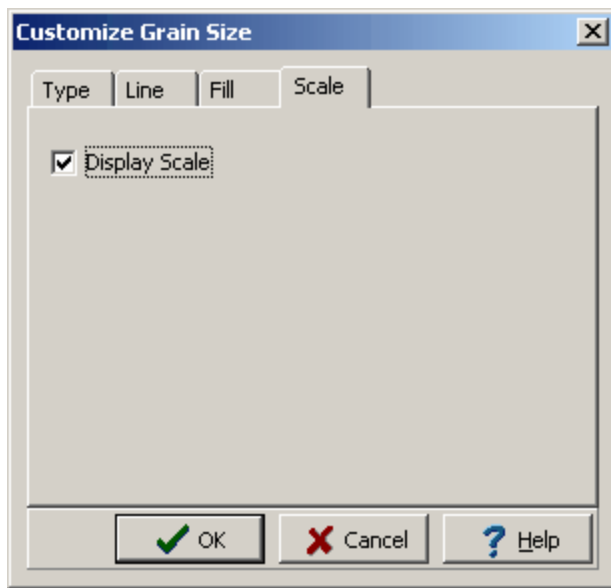 Customize Grain Size
Type Line Fill Scale
Display Scale
OK Cancel Help